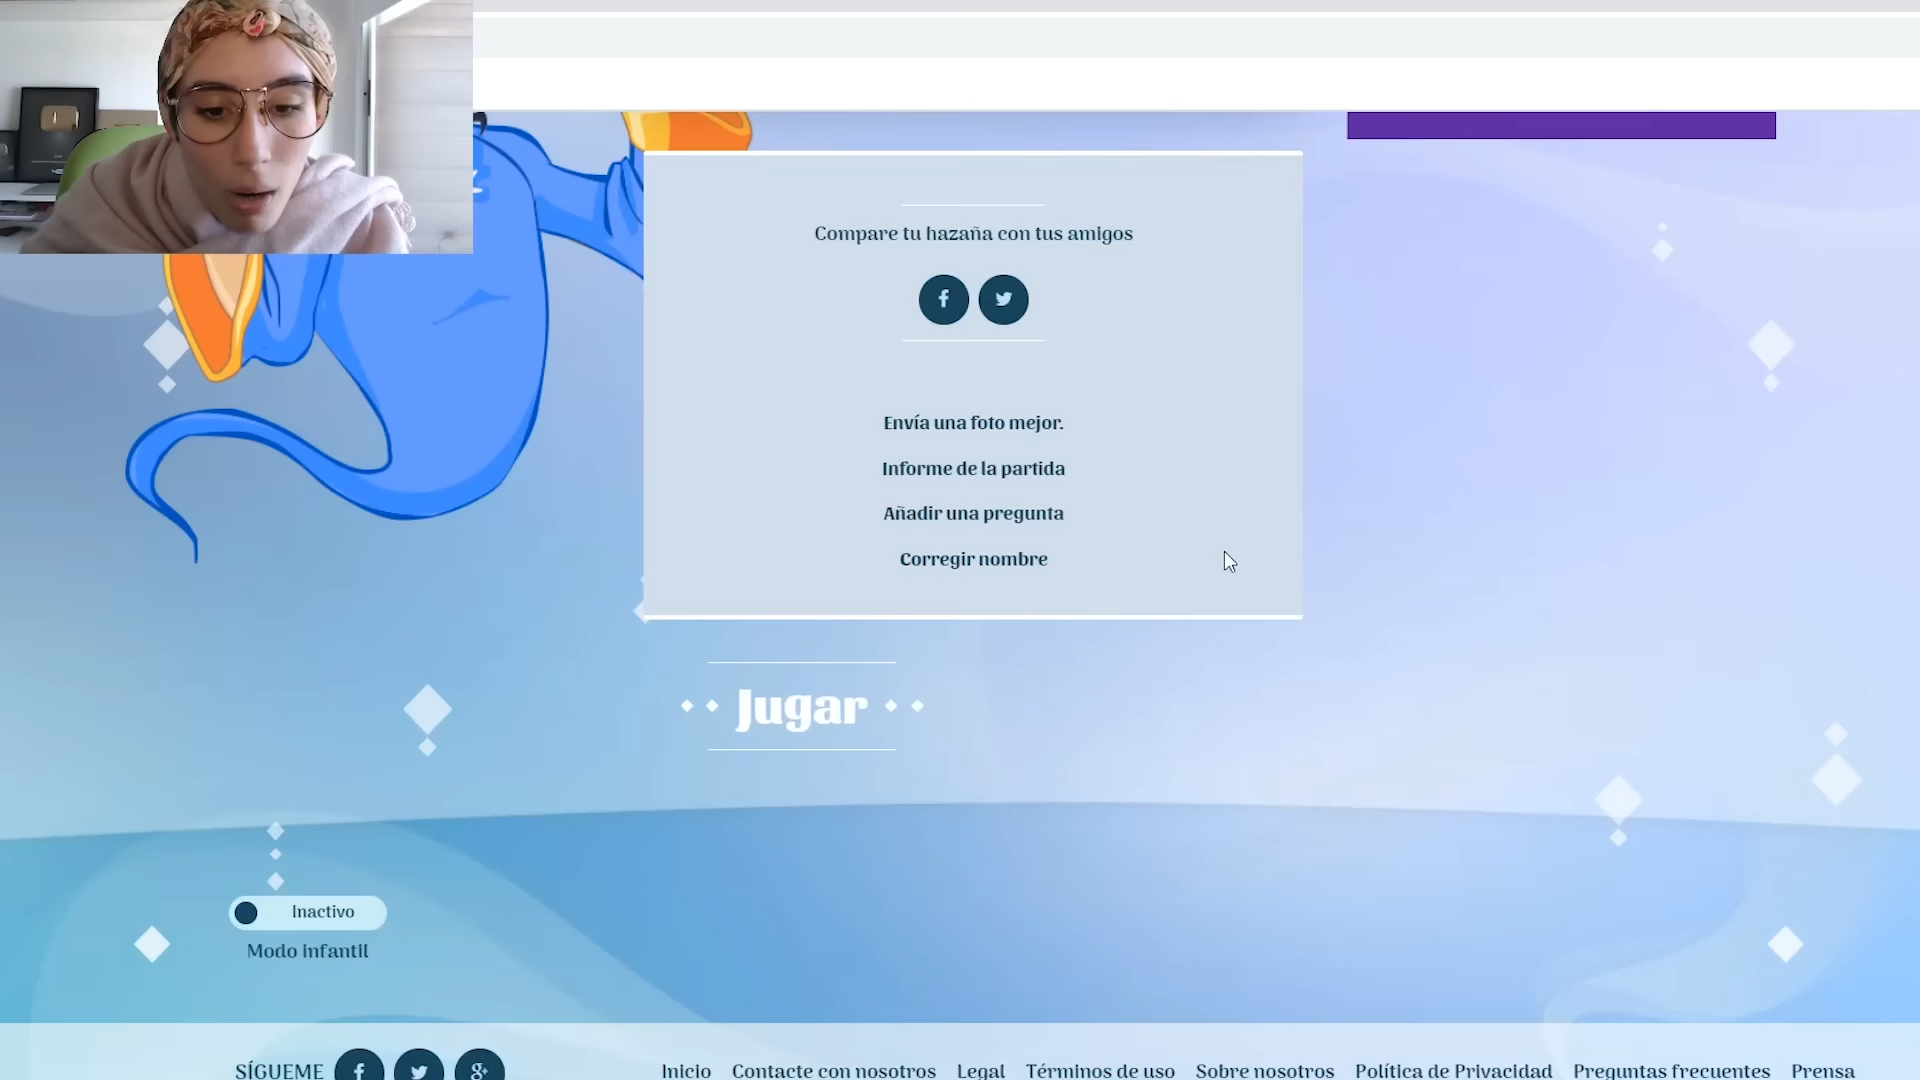 Compare tu hazaña con tus amigos
Envía una foto mejor.
Informe de la partida
Añadir una pregunta
Corregir nombre
Jugar
Inactivo
Modo infantil
SÍGUEME
Inicio Contacte con nosotros Legal Términos de uso Sobre nosotros Política de Privacidad Preguntas frecuentes Prensa